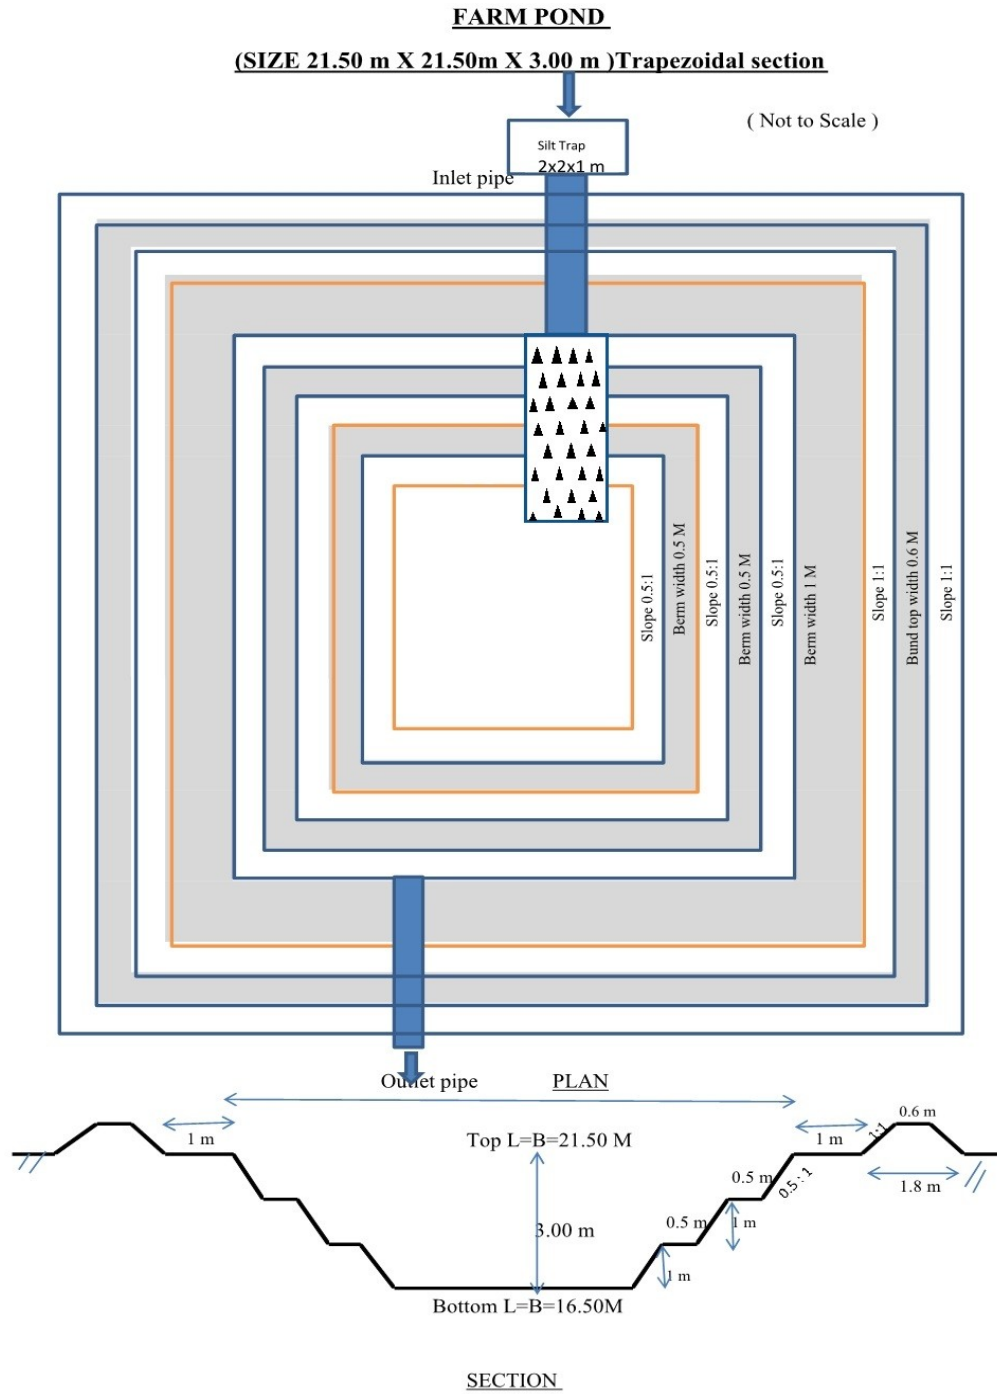 FARM POND
(SIZE 21.50 m X 21.50m X 3.00 m )Trapezoidal section
( Not to Scale )
Silt Trap
2x2x1 m
Inlet pipe
Slope 0.5:1
Berm width 0.5 M
Slope 0.5:1
Berm width 0.5 M
Slope 0.5:1
Berm width 1 M
Slope 1:1
Bund top width 0.6 M
Slope 1:1
Outlet pipe
PLAN
0.6 m
1 m
Top L=B=21.50 M
1 m
1:1
0.5 m
0.5 : 1
1.8 m
3.00 m
0.5 m
1 m
1 m
Bottom L=B=16.50M
SECTION